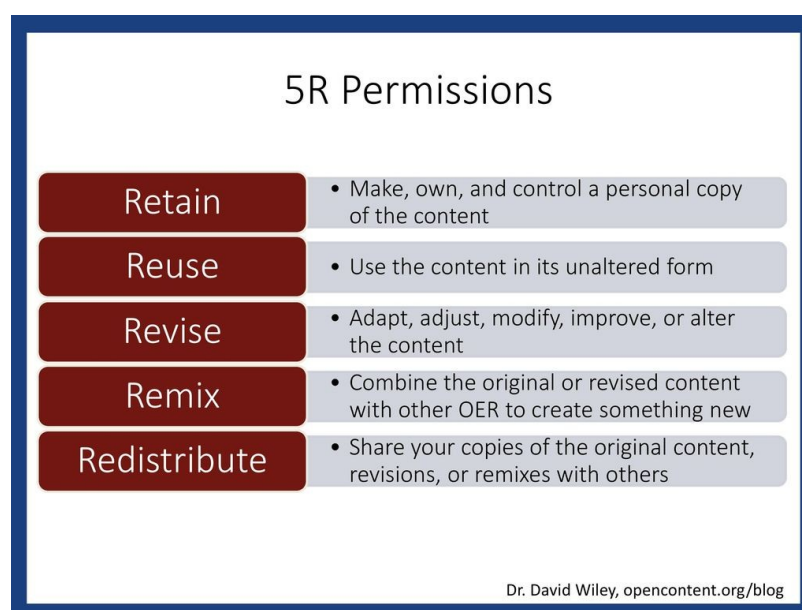 5R Permissions
Retain
• Make, own, and control a personal copy
of the content
Reuse
• Use the content in its unaltered form
Revise
• Adapt, adjust, modify, improve, or alter
the content
Remix
• Combine the original or revised content
with other OER to create something new
Redistribute
• Share your copies of the original content,
revisions, or remixes with others
Dr. David Wiley, opencontent.org/blog